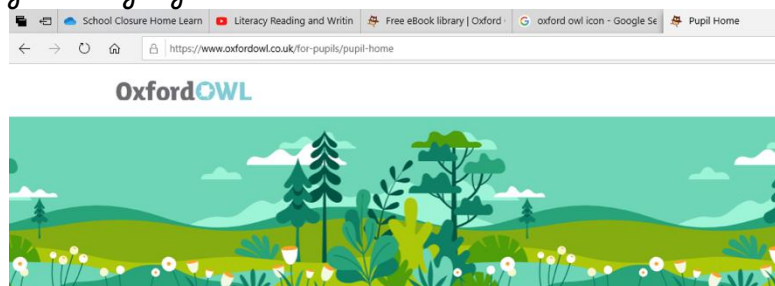 School Closure Home Learn
Literacy Reading and Writin
Free eBook library | Oxford
oxford owl icon - Google Se
Pupil Home
https://www.oxfordowl.co.uk/for-pupils/pupil-home
OxfordOWL